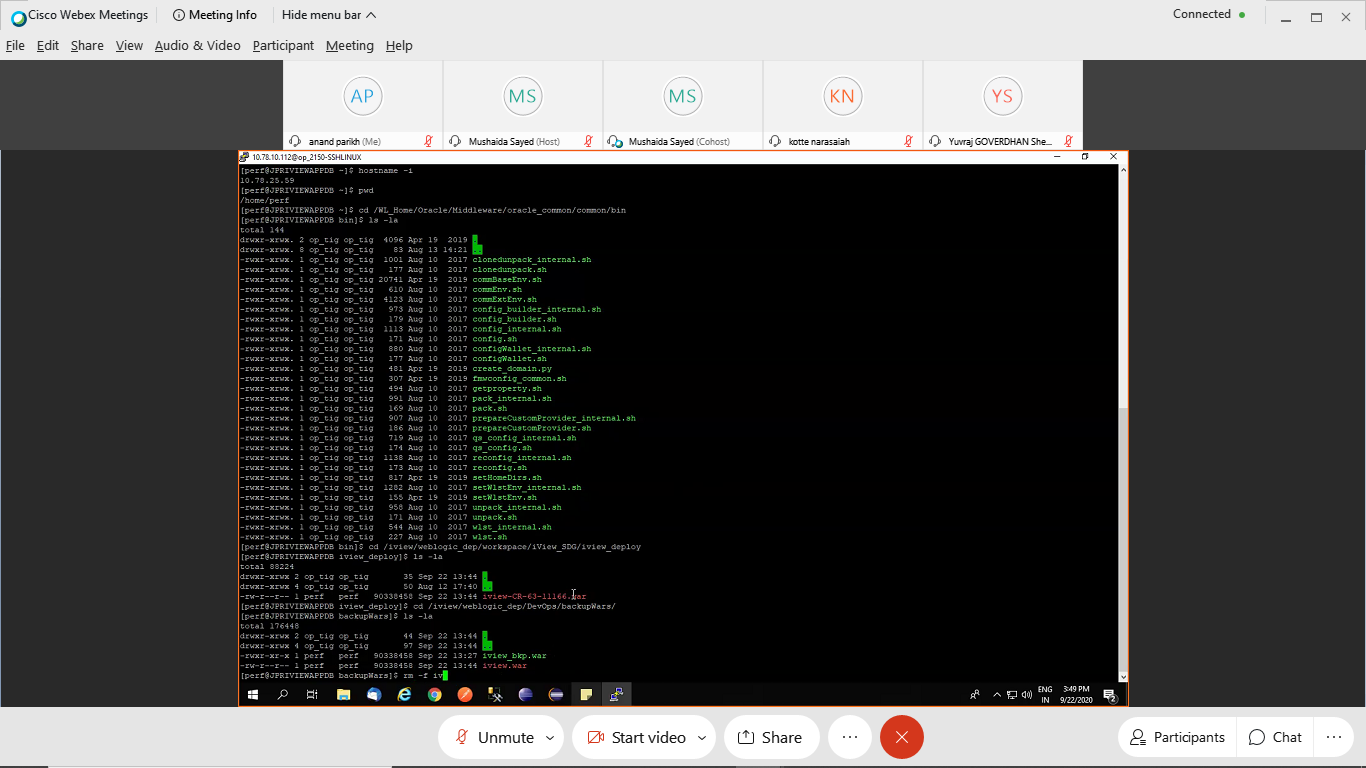 Cisco Webex Meetings
Meeting Info
Hide menu bar
Connected
File Edit Share View Audio & Video Participant Meeting Help
AP
MS
MS
KN
YS
anand parikh (Me)
Mushaida Sayed (Host)
Mushaida Sayed (Cohost)
kotte narasaiah
Yuvraj GOVERDHAN She...
10.78.10.112@op_2150-SSHLINUX
[perf@JPRIVIEWAPPDB ~]$ hostname -i
10.78.25.59
[perf@JPRIVIEWAPPDB ~]$ pwd
/home/perf
[perf@JPRIVIEWAPPDB ~]$ cd /WL_Home/Oracle/Middleware/oracle_common/common/bin
[perf@JPRIVIEWAPPDB bin]$ ls -la
total 144
drwxr-xrwx. 2 op_tig op_tig 4096 Apr 19 2019 .
drwxr-xrwx. 8 op_tig op_tig 83 Aug 13 14:21 ..
-rwxr-xrwx. 1 op_tig op_tig 1001 Aug 10 2017 clonedunpack_internal.sh
-rwxr-xrwx. 1 op_tig op_tig 177 Aug 10 2017 clonedunpack.sh
-rwxr-xrwx. 1 op_tig op_tig 20741 Apr 19 2019 commBaseEnv.sh
-rwxr-xrwx. 1 op_tig op_tig 610 Aug 10 2017 commEnv.sh
-rwxr-xrwx. 1 op_tig op_tig 4123 Aug 10 2017 commExtEnv.sh
-rwxr-xrwx. 1 op_tig op_tig 973 Aug 10 2017 config_builder_internal.sh
-rwxr-xrwx. 1 op_tig op_tig 179 Aug 10 2017 config_builder.sh
-rwxr-xrwx. 1 op_tig op_tig 1113 Aug 10 2017 config_internal.sh
-rwxr-xrwx. 1 op_tig op_tig 171 Aug 10 2017 config.sh
-rwxr-xrwx. 1 op_tig op_tig 880 Aug 10 2017 configWallet_internal.sh
-rwxr-xrwx. 1 op_tig op_tig 177 Aug 10 2017 configWallet.sh
-rwxr-xrwx. 1 op_tig op_tig 481 Apr 19 2019 create_domain.py
-rwxr-xrwx. 1 op_tig op_tig 307 Apr 19 2019 fmwconfig_common.sh
-rwxr-xrwx. 1 op_tig op_tig 494 Aug 10 2017 getproperty.sh
-rwxr-xrwx. 1 op_tig op_tig 991 Aug 10 2017 pack_internal.sh
-rwxr-xrwx. 1 op_tig op_tig 169 Aug 10 2017 pack.sh
-rwxr-xrwx. 1 op_tig op_tig 907 Aug 10 2017 prepareCustomProvider_internal.sh
-rwxr-xrwx. 1 op_tig op_tig 186 Aug 10 2017 prepareCustomProvider.sh
-rwxr-xrwx. 1 op_tig op_tig 719 Aug 10 2017 qs_config_internal.sh
-rwxr-xrwx. 1 op_tig op_tig 174 Aug 10 2017 qs_config.sh
-rwxr-xrwx. 1 op_tig op_tig 1138 Aug 10 2017 reconfig_internal.sh
-rwxr-xrwx. 1 op_tig op_tig 173 Aug 10 2017 reconfig.sh
-rwxr-xrwx. 1 op_tig op_tig 817 Apr 19 2019 setHomeDirs.sh
-rwxr-xrwx. 1 op_tig op_tig 1282 Aug 10 2017 setWlstEnv_internal.sh
-rwxr-xrwx. 1 op_tig op_tig 155 Apr 19 2019 setWlstEnv.sh
-rwxr-xrwx. 1 op_tig op_tig 958 Aug 10 2017 unpack_internal.sh
-rwxr-xrwx. 1 op_tig op_tig 171 Aug 10 2017 unpack.sh
-rwxr-xrwx. 1 op_tig op_tig 544 Aug 10 2017 wlst_internal.sh
-rwxr-xrwx. 1 op_tig op_tig 227 Aug 10 2017 wlst.sh
[perf@JPRIVIEWAPPDB bin]$ cd /iview/weblogic_dep/workspace/iView_SDG/iview_deploy
[perf@JPRIVIEWAPPDB iview_deploy]$ ls -la
total 88224
drwxr-xrwx 2 op_tig op_tig 35 Sep 22 13:44 .
drwxr-xrwx 4 op_tig op_tig 50 Aug 12 17:40 ..
-rw-r--r-- 1 perf perf 90338458 Sep 22 13:44 iview-CR-63-11166.war
[perf@JPRIVIEWAPPDB iview_deploy]$ cd /iview/weblogic_dep/DevOps/backupWars/
[perf@JPRIVIEWAPPDB backupWars]$ ls -la
total 176448
drwxr-xrwx 2 op_tig op_tig 44 Sep 22 13:44 .
drwxr-xrwx 4 op_tig op_tig 97 Sep 22 13:44 ..
-rwxr-xr-x 1 perf perf 90338458 Sep 22 13:27 iview_bkp.war
-rw-r--r-- 1 perf perf 90338458 Sep 22 13:44 iview.war
[perf@JPRIVIEWAPPDB backupWars]$ rm -f iv
ENG
IN
3:49 PM
9/22/2020
2
Unmute
Start video
Share
Participants
Chat